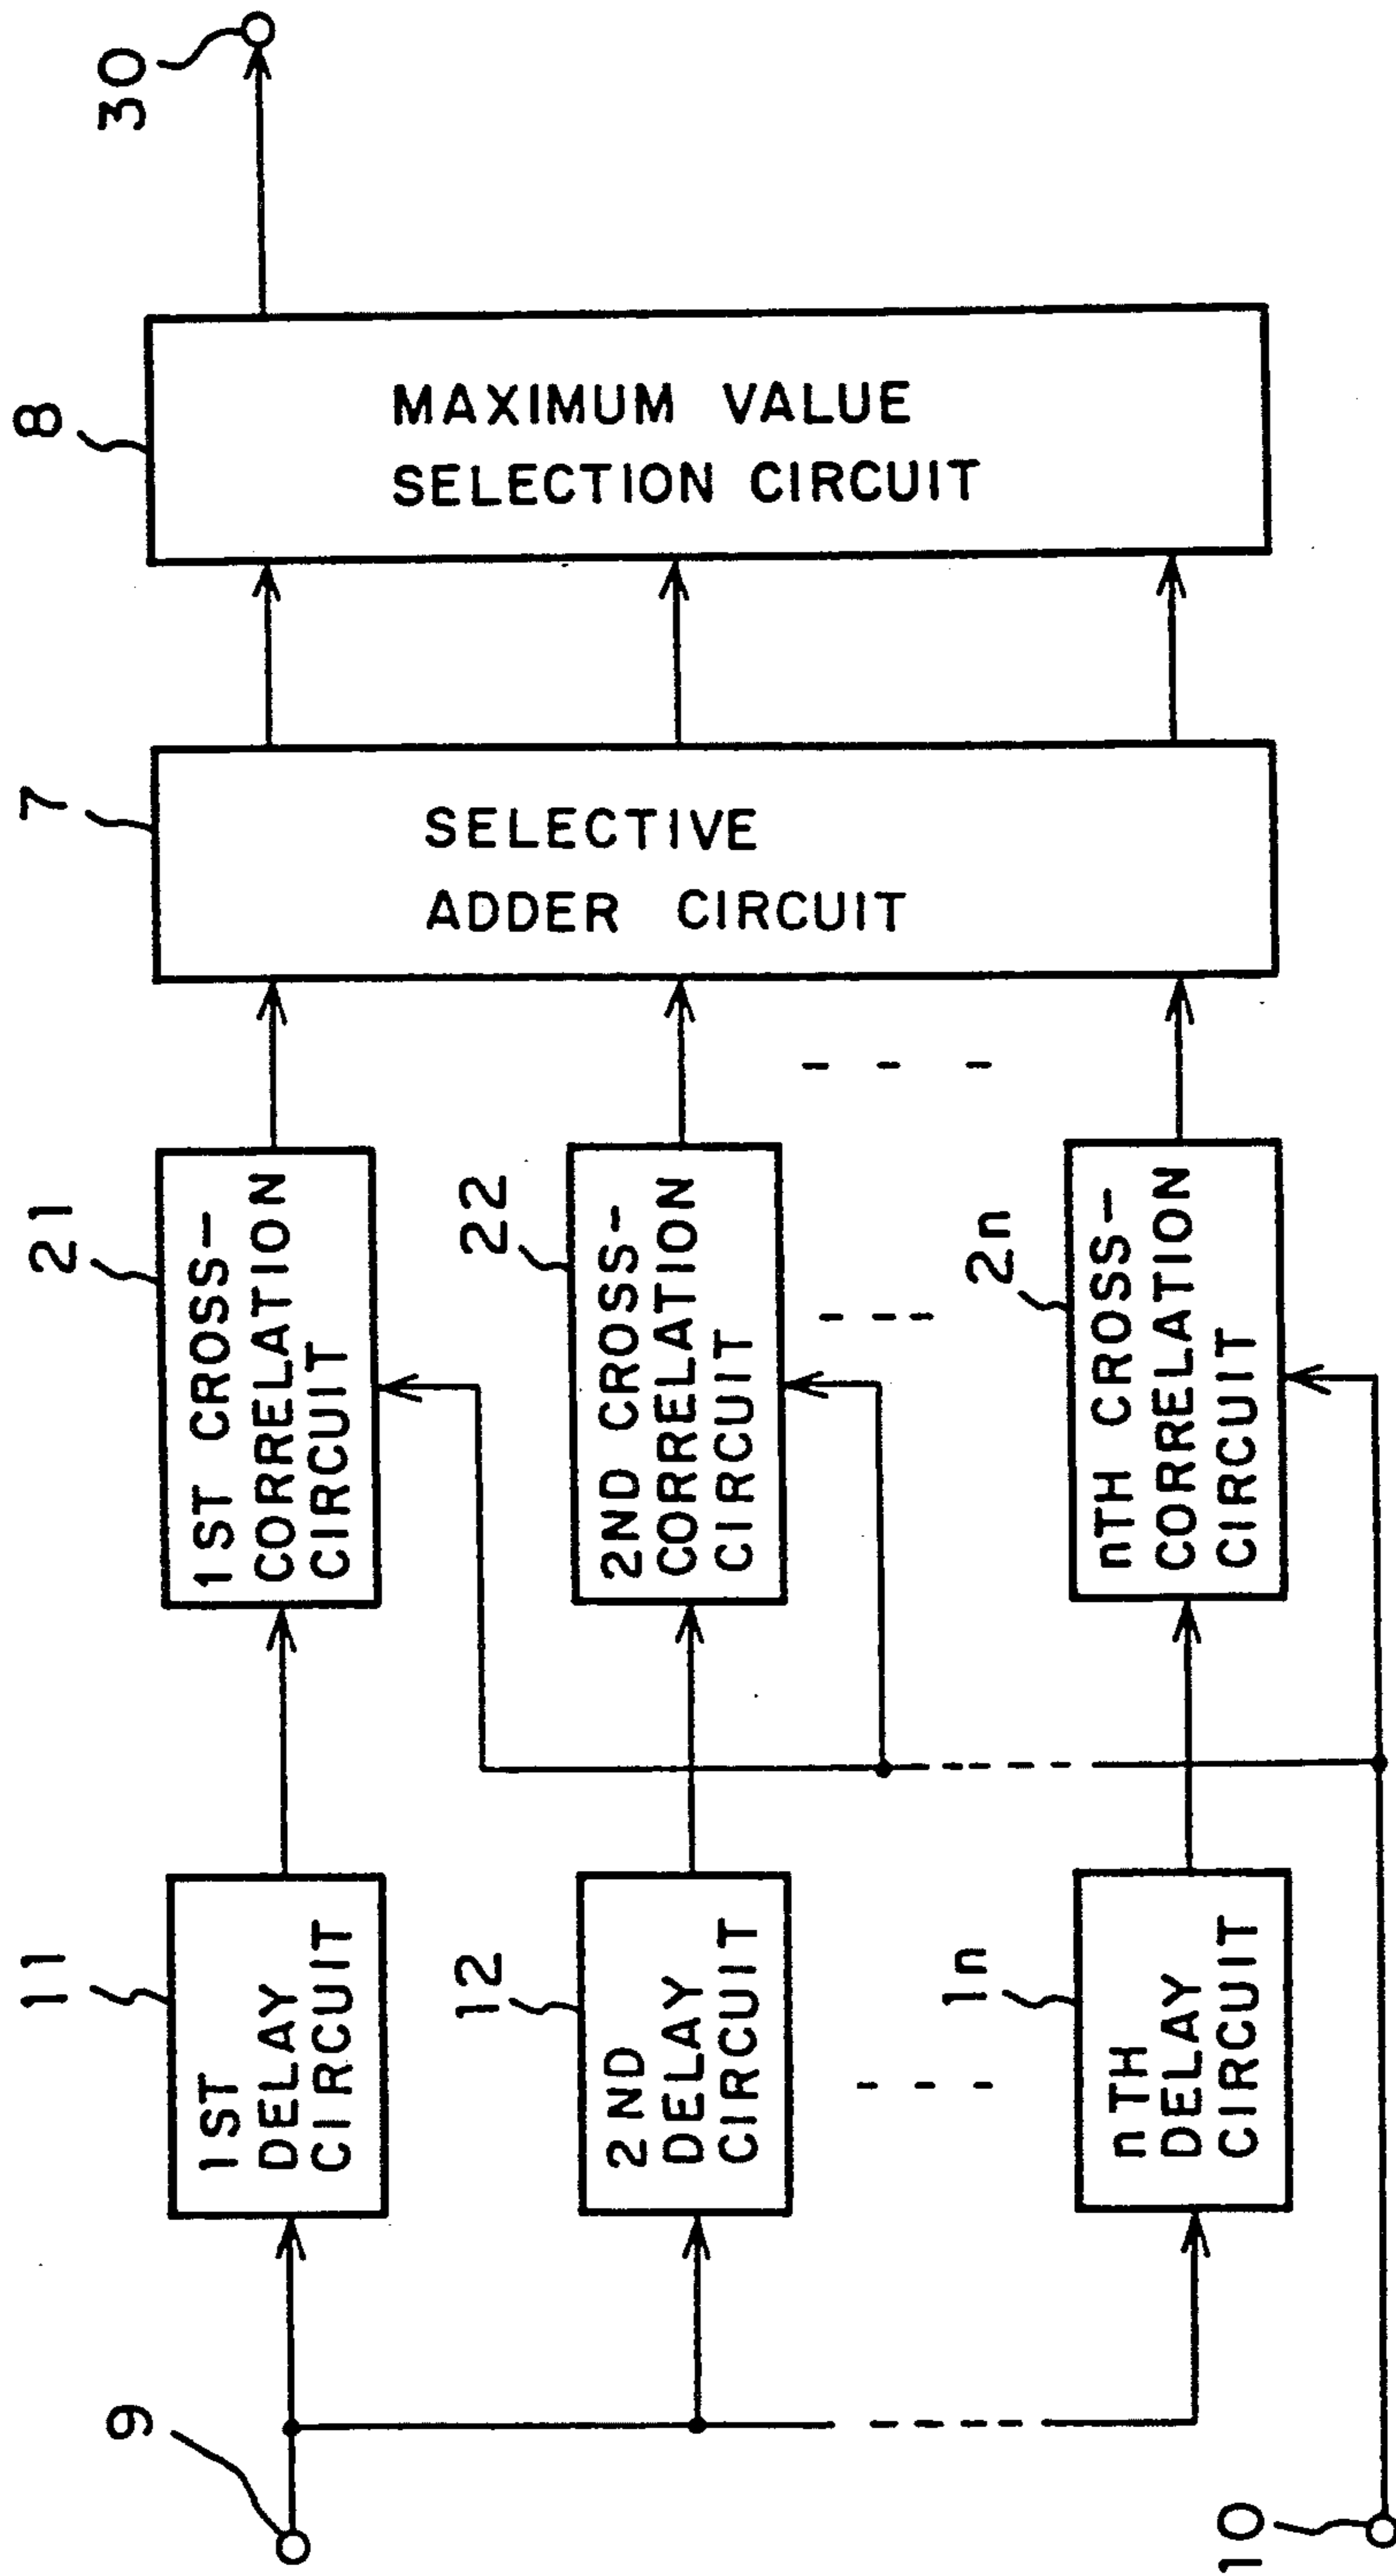 9
10
11
1ST
DELAY
CIRCUIT
12
2ND
DELAY
CIRCUIT
1n
nTH
DELAY
CIRCUIT
21
1ST CROSS-
CORRELATION
CIRCUIT
22
2ND CROSS-
CORRELATION
CIRCUIT
2n
nTH CROSS-
CORRELATION
CIRCUIT
7
SELECTIVE
ADDER CIRCUIT
8
MAXIMUM VALUE
SELECTION CIRCUIT
30